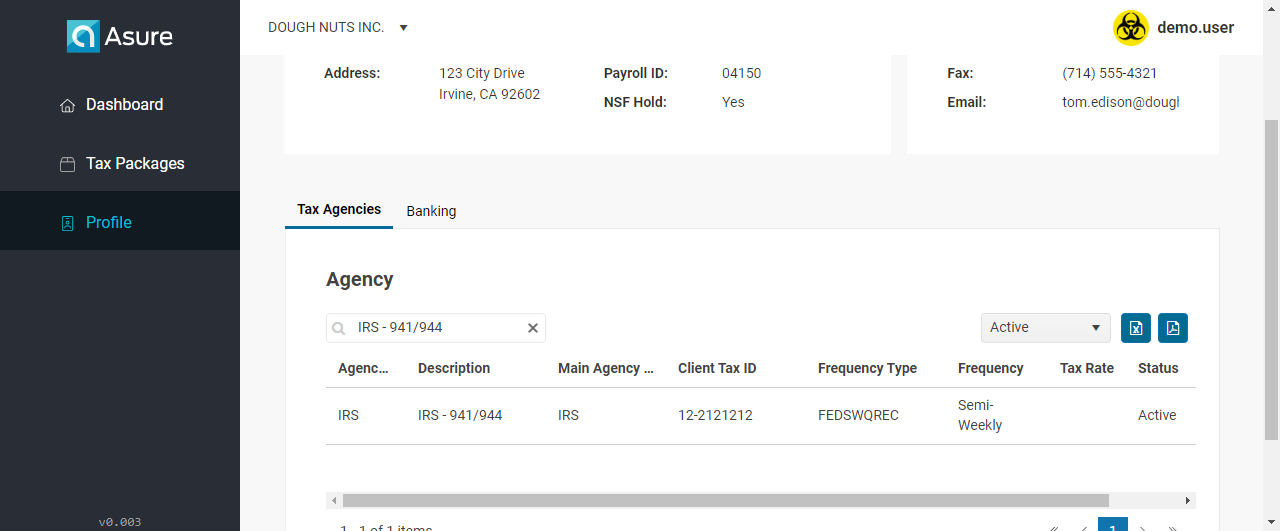 Asure
DOUGH NUTS INC.
demo.user
Dashboard
Tax Packages
Profile
v0.003
Address: 123 City Drive
Irvine, CA 92602
Payroll ID: 04150
NSF Hold: Yes
Fax: (714) 555-4321
Email: tom.edison@dough
Tax Agencies Banking
Agency
IRS - 941/944
Active
Agenc... Description Main Agency ... Client Tax ID Frequency Type Frequency Tax Rate Status
IRS IRS - 941/944 IRS 12-2121212 FEDSWQREC Semi-
Weekly Active
1 - 1 of 1 items 1